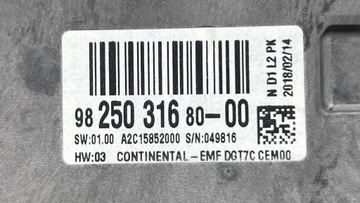 N D1 L2 PK
2018/02/14
98 250 316 80-00
SW:01.00 A2C15852000 S/N:049816
HW:03 CONTINENTAL-EMF DGT7C CEM00